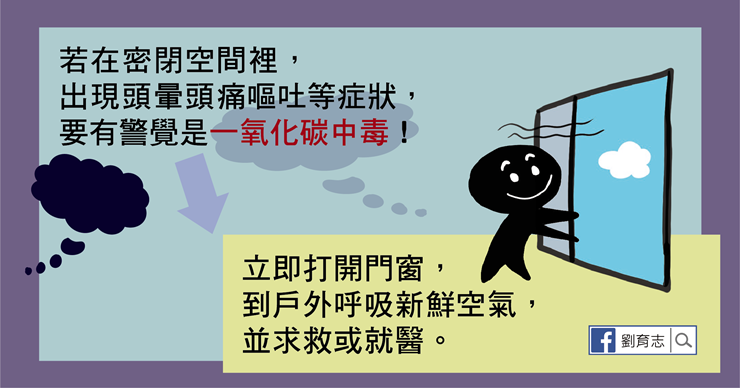 若在密閉空間裡，
出現頭暈頭痛嘔吐等症狀，
要有警覺是一氧化碳中毒！
立即打開門窗，
到戶外呼吸新鮮空氣，
並求救或就醫。
劉育志